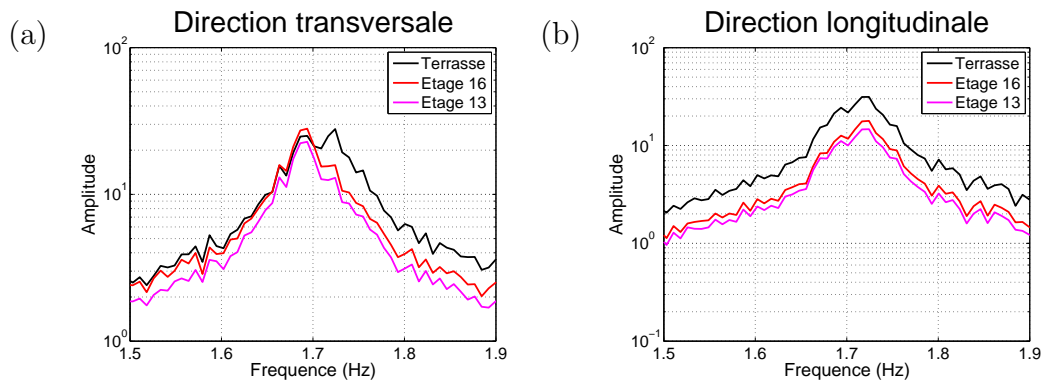 (a)
Direction transversale
Amplitude
10^2
10^1
10^0
Terrasse
Etage 16
Etage 13
1.5 1.6 1.7 1.8 1.9
Frequence (Hz)
(b)
Direction longitudinale
Amplitude
10^2
10^1
10^0
10^-1
Terrasse
Etage 16
Etage 13
1.5 1.6 1.7 1.8 1.9
Frequence (Hz)